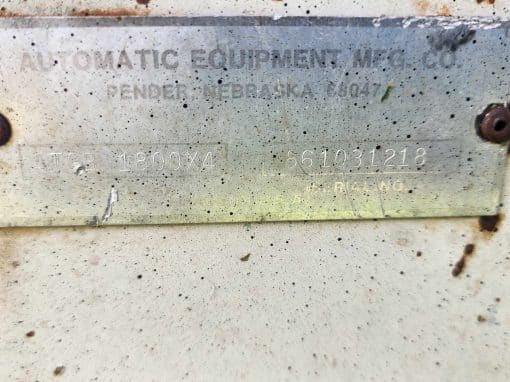 AUTOMATIC EQUIPMENT MFG. CO.
PENDER, NEBRASKA 68047
1800X4 661031218
SERIAL NO.